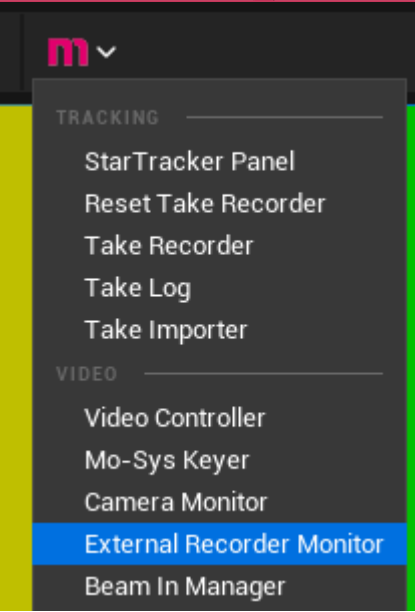 m
TRACKING
StarTracker Panel
Reset Take Recorder
Take Recorder
Take Log
Take Importer
VIDEO
Video Controller
Mo-Sys Keyer
Camera Monitor
External Recorder Monitor
Beam In Manager